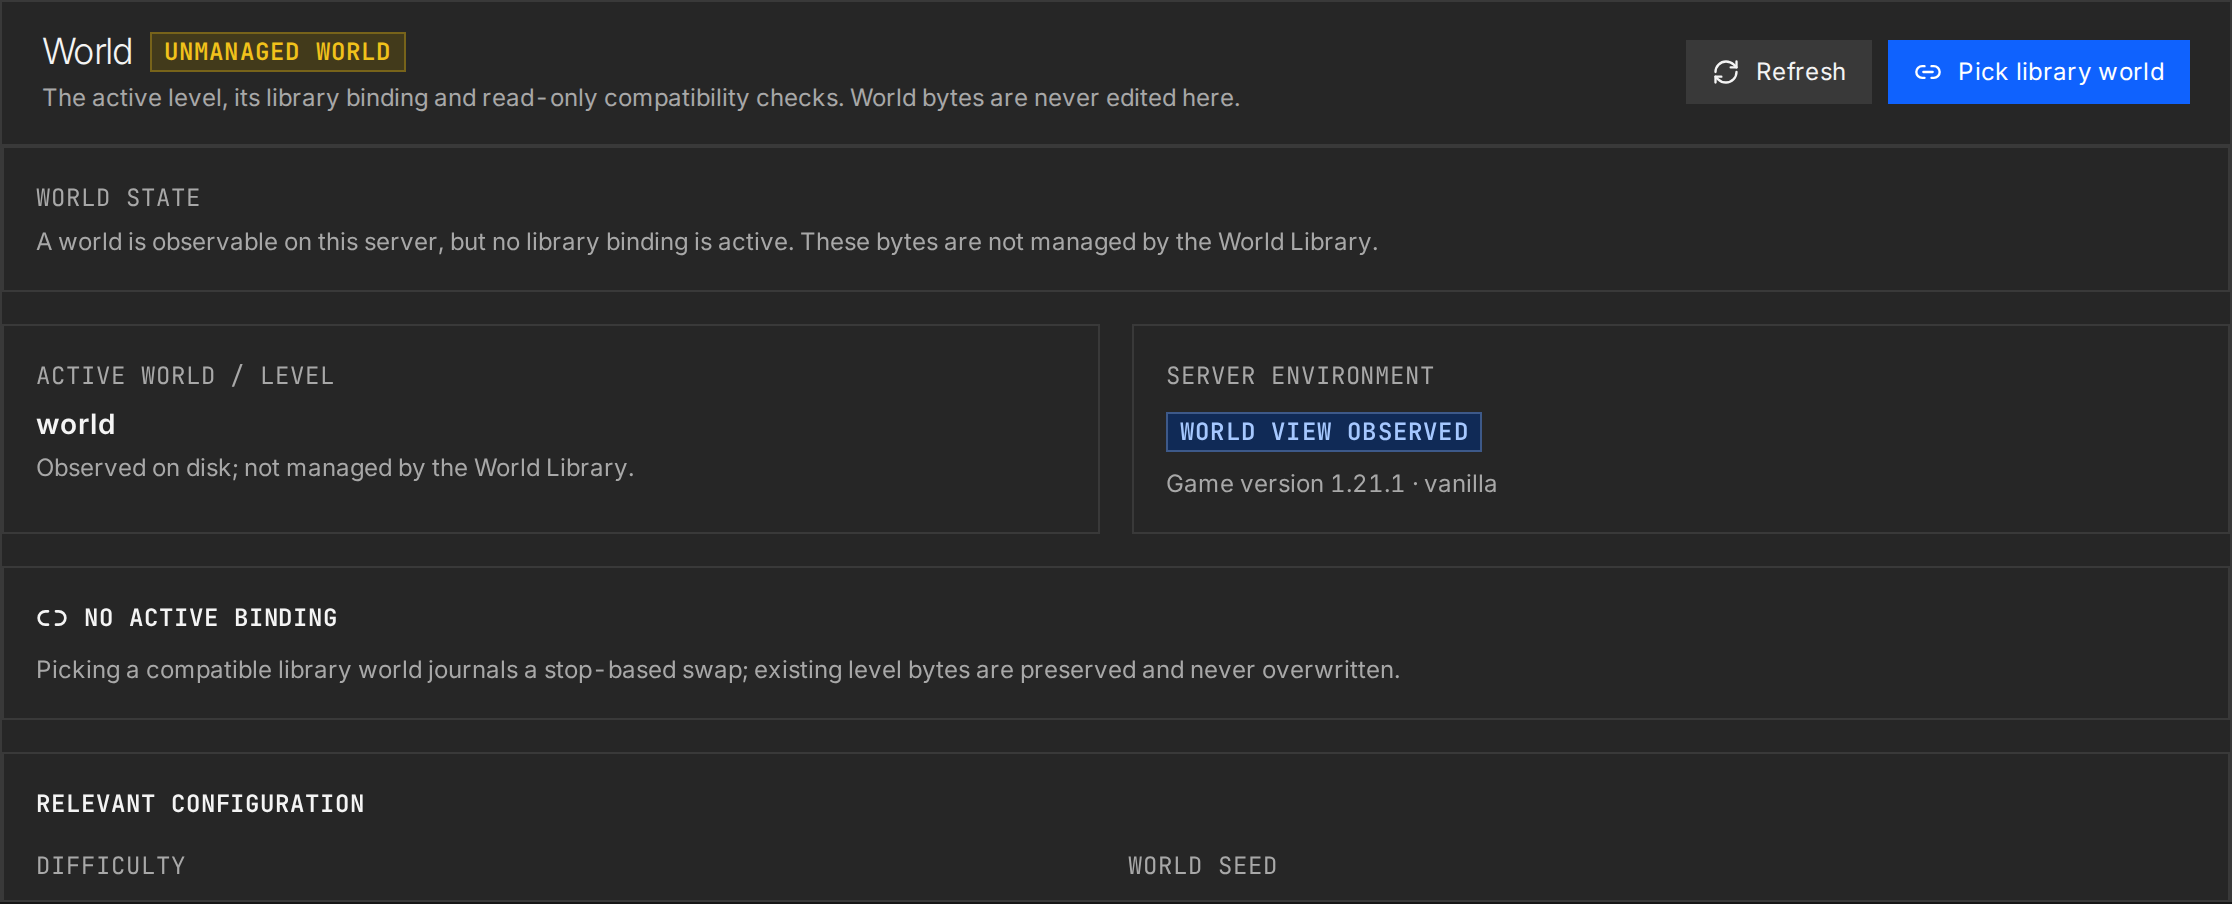 World
UNMANAGED WORLD
The active level, its library binding and read-only compatibility checks. World bytes are never edited here.
Refresh
Pick library world
WORLD STATE
A world is observable on this server, but no library binding is active. These bytes are not managed by the World Library.
ACTIVE WORLD / LEVEL
world
Observed on disk; not managed by the World Library.
SERVER ENVIRONMENT
WORLD VIEW OBSERVED
Game version 1.21.1 · vanilla
NO ACTIVE BINDING
Picking a compatible library world journals a stop-based swap; existing level bytes are preserved and never overwritten.
RELEVANT CONFIGURATION
DIFFICULTY
WORLD SEED